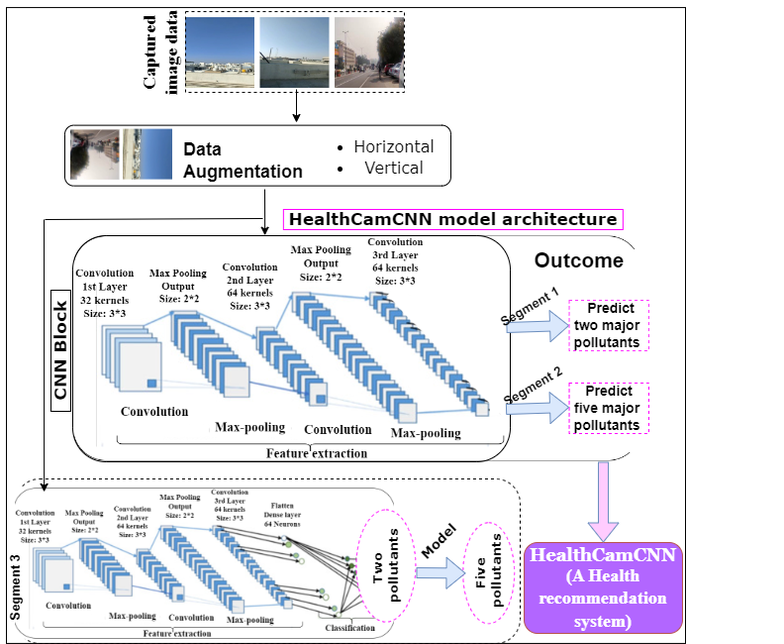 Captured
image data
Data
Augmentation
• Horizontal
• Vertical
HealthCamCNN model architecture
CNN Block
Convolution
1st Layer
32 kernels
Size: 3*3
Max Pooling
Output
Size: 2*2
Convolution
2nd Layer
64 kernels
Size: 3*3
Max Pooling
Output
Size: 2*2
Convolution
3rd Layer
64 kernels
Size: 3*3
Convolution
Max-pooling
Convolution
Max-pooling
Feature extraction
Outcome
Segment 1
Predict
two major
pollutants
Segment 2
Predict
five major
pollutants
Segment 3
Convolution
1st Layer
32 kernels
Size: 3*3
Max Pooling
Output
Size: 2*2
Convolution
2nd Layer
64 kernels
Size: 3*3
Max Pooling
Output
Size: 2*2
Convolution
3rd Layer
64 kernels
Size: 3*3
Flatten
Dense layer
64 Neurons
Convolution
Max-pooling
Convolution
Max-pooling
Feature extraction
Classification
Two
pollutants
Model
Five
pollutants
HealthCamCNN
(A Health
recommendation
system)